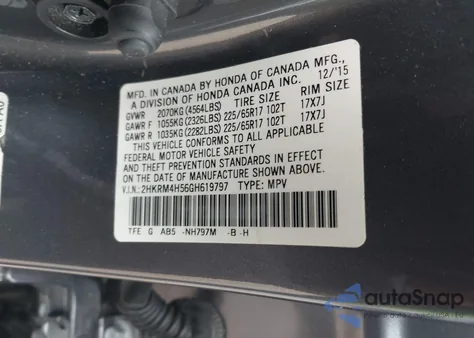 MFD. IN CANADA BY HONDA OF CANADA MFG.,
A DIVISION OF HONDA CANADA INC. 12/'15
GVWR 2070KG (4564LBS) TIRE SIZE RIM SIZE
GAWR F 1055KG (2326LBS) 225/65R17 102T 17X7J
GAWR R 1035KG (2282LBS) 225/65R17 102T 17X7J
THIS VEHICLE CONFORMS TO ALL APPLICABLE
FEDERAL MOTOR VEHICLE SAFETY
AND THEFT PREVENTION STANDARDS IN EFFECT
ON THE DATE OF MANUFACTURE SHOWN ABOVE.
V.I.N.: 2HKRM4H56GH619797 TYPE: MPV
TFE G AB5 -NH797M -B -H
autoSnap